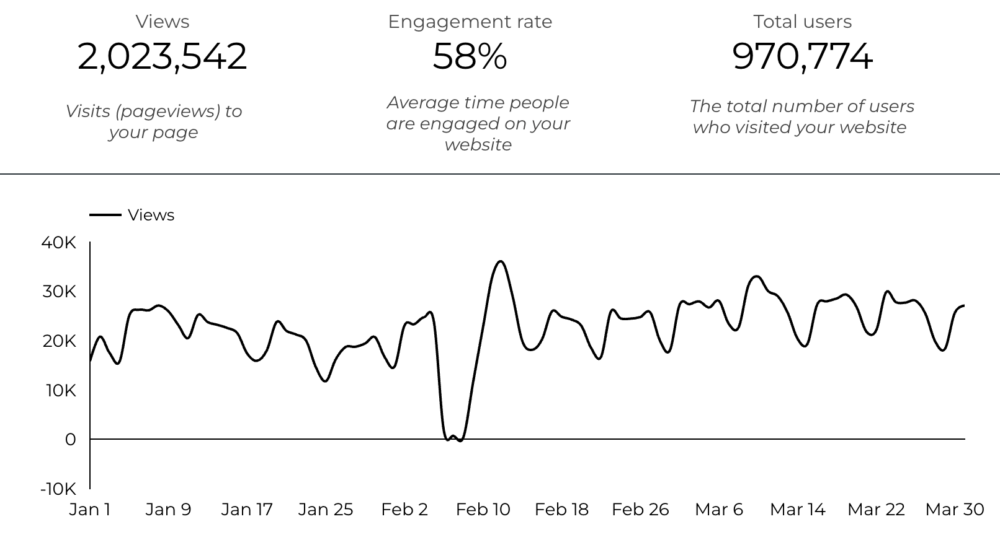 Views
2,023,542
Visits (pageviews) to
your page
Engagement rate
58%
Average time people
are engaged on your
website
Total users
970,774
The total number of users
who visited your website
Views
40K
30K
20K
10K
0
-10K
Jan 1 Jan 9 Jan 17 Jan 25 Feb 2 Feb 10 Feb 18 Feb 26 Mar 6 Mar 14 Mar 22 Mar 30